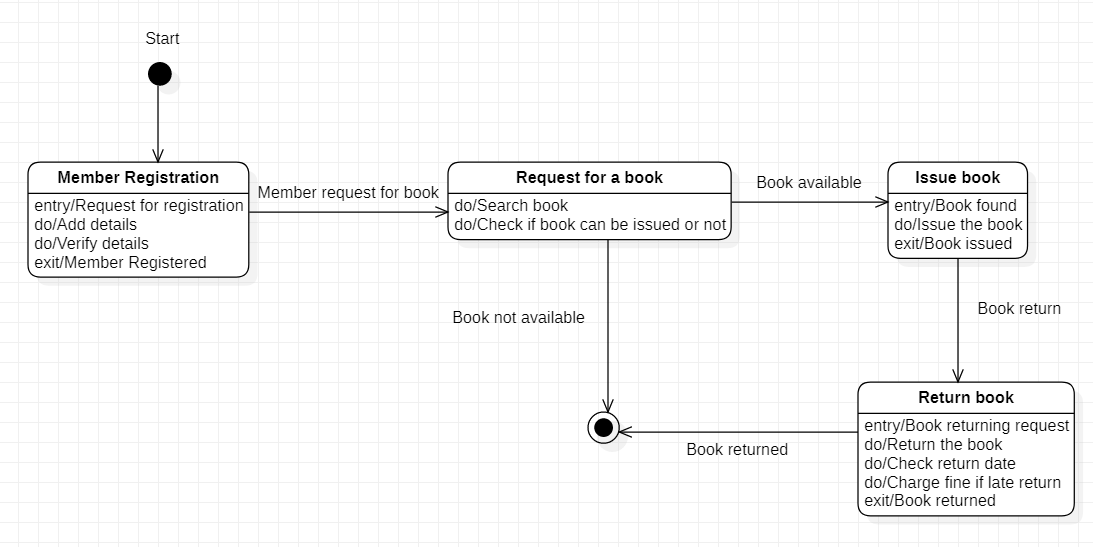 Start
Member Registration
entry/Request for registration
do/Add details
do/Verify details
exit/Member Registered
Member request for book
Request for a book
do/Search book
do/Check if book can be issued or not
Book available
Issue book
entry/Book found
do/Issue the book
exit/Book issued
Book not available
Book return
Return book
entry/Book returning request
do/Return the book
do/Check return date
do/Charge fine if late return
exit/Book returned
Book returned